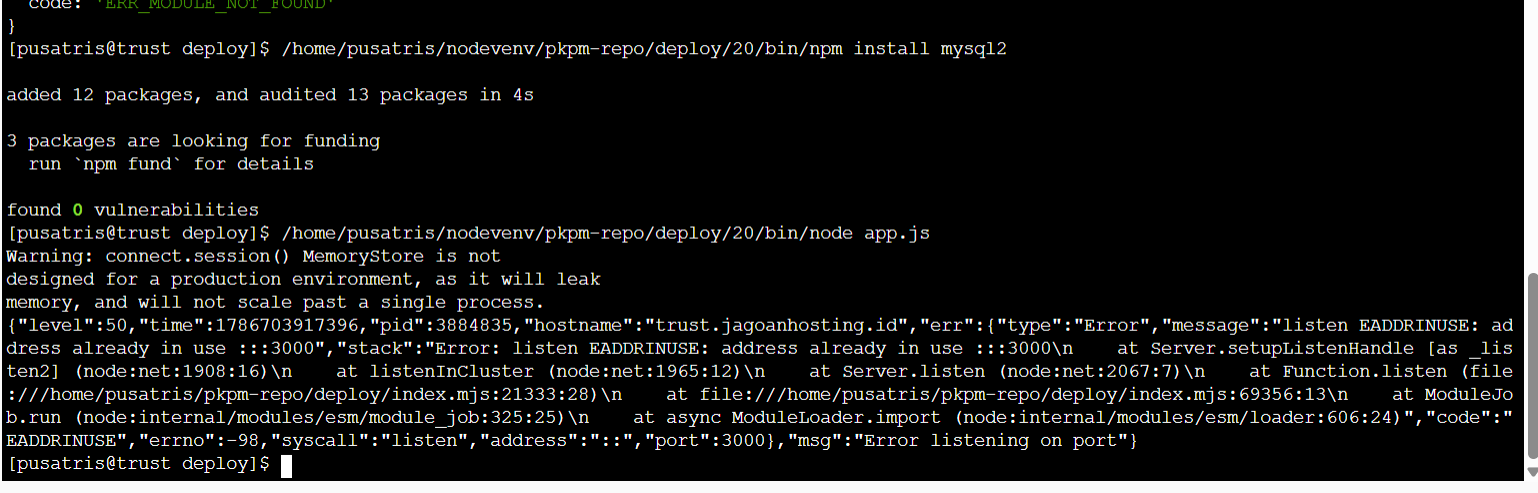 code: 'ERR_MODULE_NOT_FOUND'
}
[pusatris@trust deploy]$ /home/pusatris/nodevenv/pkpm-repo/deploy/20/bin/npm install mysql2
added 12 packages, and audited 13 packages in 4s
3 packages are looking for funding
  run `npm fund` for details
found 0 vulnerabilities
[pusatris@trust deploy]$ /home/pusatris/nodevenv/pkpm-repo/deploy/20/bin/node app.js
Warning: connect.session() MemoryStore is not
designed for a production environment, as it will leak
memory, and will not scale past a single process.
{"level":50,"time":1786703917396,"pid":3884835,"hostname":"trust.jagoanhosting.id","err":{"type":"Error","message":"listen EADDRINUSE: ad
dress already in use :::3000","stack":"Error: listen EADDRINUSE: address already in use :::3000\n    at Server.setupListenHandle [as _lis
ten2] (node:net:1908:16)\n    at listenInCluster (node:net:1965:12)\n    at Server.listen (node:net:2067:7)\n    at Function.listen (file
:///home/pusatris/pkpm-repo/deploy/index.mjs:21333:28)\n    at file:///home/pusatris/pkpm-repo/deploy/index.mjs:69356:13\n    at ModuleJo
b.run (node:internal/modules/esm/module_job:325:25)\n    at async ModuleLoader.import (node:internal/modules/esm/loader:606:24)","code":"
EADDRINUSE","errno":-98,"syscall":"listen","address":"::","port":3000},"msg":"Error listening on port"}
[pusatris@trust deploy]$